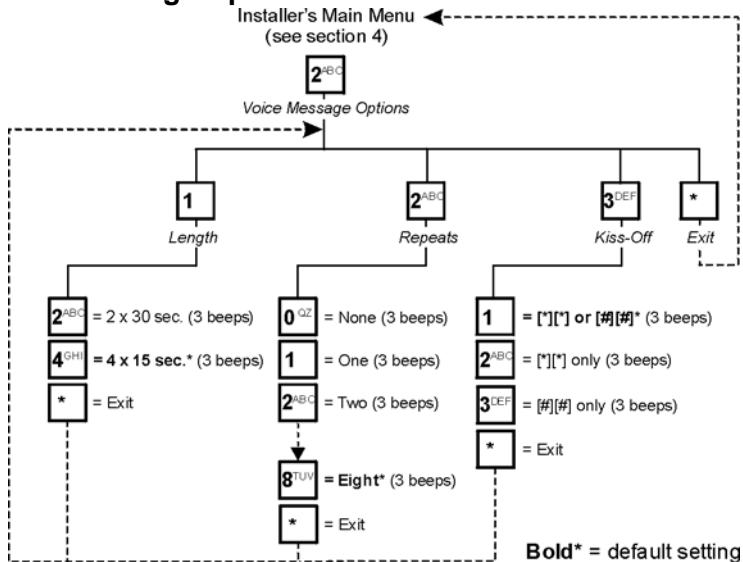 Installer's Main Menu
(see section 4)
2ABC
Voice Message Options
1
2ABC
3DEF
*
Length
Repeats
Kiss-Off
Exit
2ABC = 2 x 30 sec. (3 beeps)
4GHI = 4 x 15 sec.* (3 beeps)
* = Exit
0QZ = None (3 beeps)
1 = One (3 beeps)
2ABC = Two (3 beeps)
8TUV = Eight* (3 beeps)
* = Exit
1 = [*][*] or [#][#]* (3 beeps)
2ABC = [*][*] only (3 beeps)
3DEF = [#][#] only (3 beeps)
* = Exit
Bold* = default setting